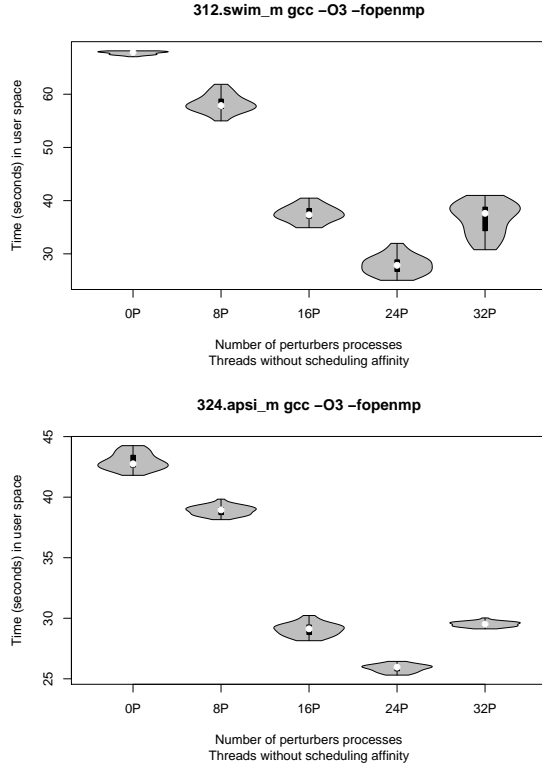 312.swim_m gcc −O3 −fopenmp
Time (seconds) in user space
60
50
40
30
0P 8P 16P 24P 32P
Number of perturbers processes
Threads without scheduling affinity
324.apsi_m gcc −O3 −fopenmp
Time (seconds) in user space
45
40
35
30
25
0P 8P 16P 24P 32P
Number of perturbers processes
Threads without scheduling affinity